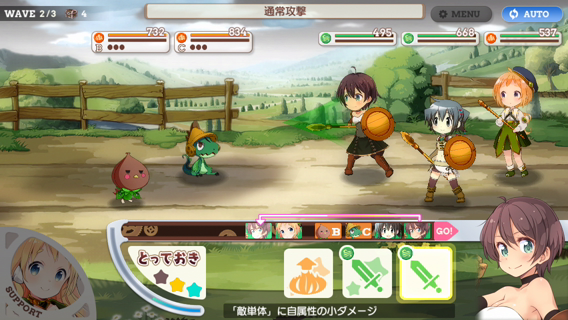 WAVE 2/3 4
通常攻撃
MENU
AUTO
732
B
834
C
495
668
537
B C GO!
とっておき
SUPPORT
「敵単体」に自属性の小ダメージ